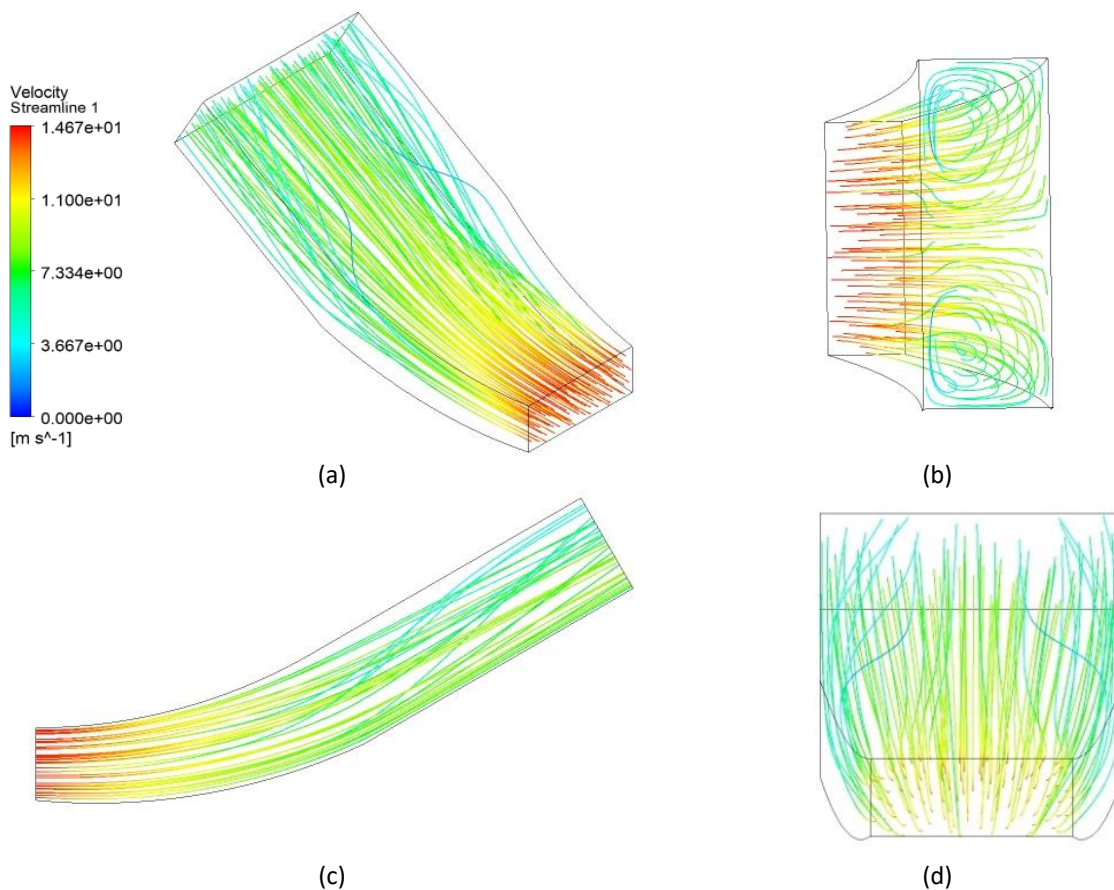 Velocity
Streamline 1
1.467e+01
1.100e+01
7.334e+00
3.667e+00
0.000e+00
[m s^-1]
(a)
(b)
(c)
(d)